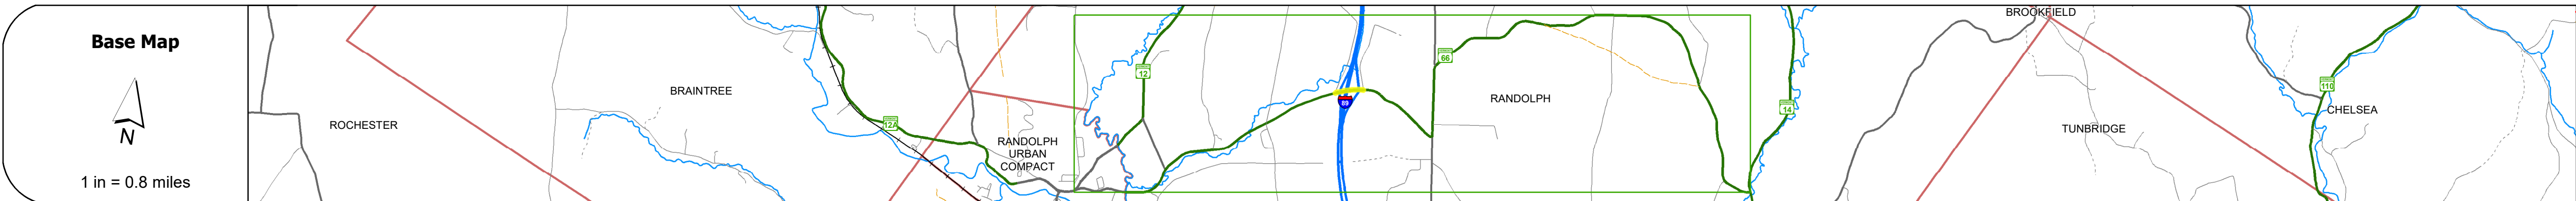 Base Map
N
1 in = 0.8 miles
ROCHESTER
BRAINTREE
12A
RANDOLPH
URBAN
COMPACT
12
89
66
RANDOLPH
14
BROOKFIELD
TUNBRIDGE
110
CHELSEA